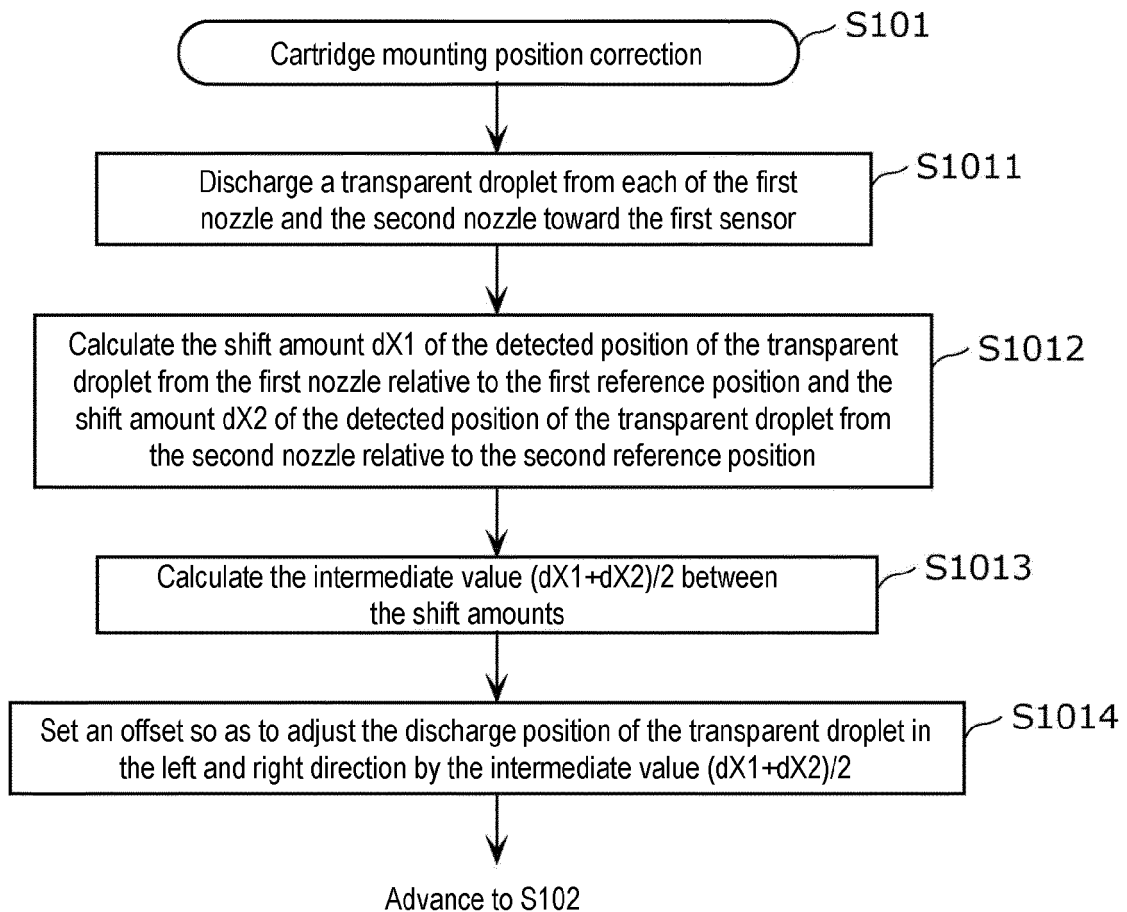 S101
Cartridge mounting position correction
S1011
Discharge a transparent droplet from each of the first
nozzle and the second nozzle toward the first sensor
S1012
Calculate the shift amount dX1 of the detected position of the transparent
droplet from the first nozzle relative to the first reference position and the
shift amount dX2 of the detected position of the transparent droplet from
the second nozzle relative to the second reference position
S1013
Calculate the intermediate value (dX1+dX2)/2 between
the shift amounts
S1014
Set an offset so as to adjust the discharge position of the transparent droplet in
the left and right direction by the intermediate value (dX1+dX2)/2
Advance to S102